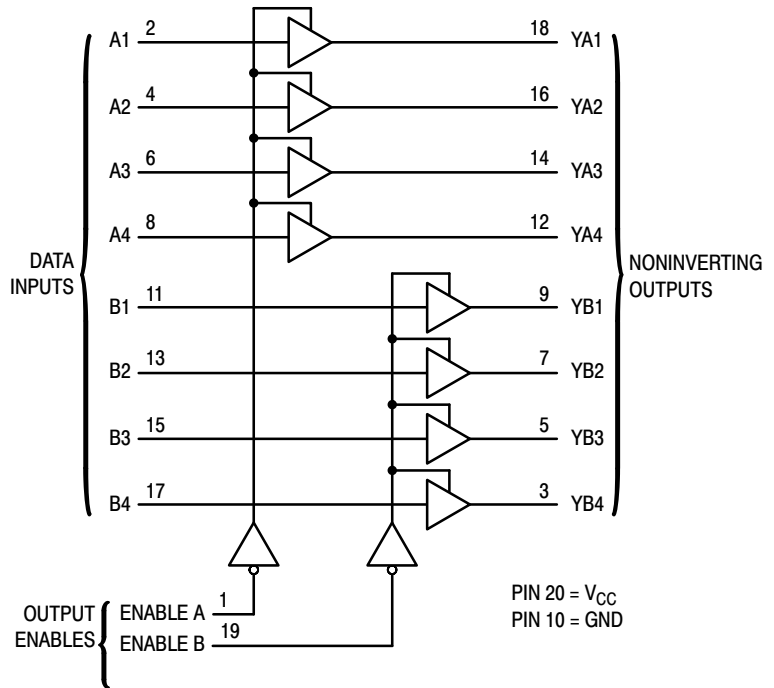 A1 2 18 YA1
A2 4 16 YA2
A3 6 14 YA3
A4 8 12 YA4
DATA
INPUTS
NONINVERTING
OUTPUTS
B1 11 9 YB1
B2 13 7 YB2
B3 15 5 YB3
B4 17 3 YB4
OUTPUT
ENABLES
ENABLE A 1
ENABLE B 19
PIN 20 = VCC
PIN 10 = GND